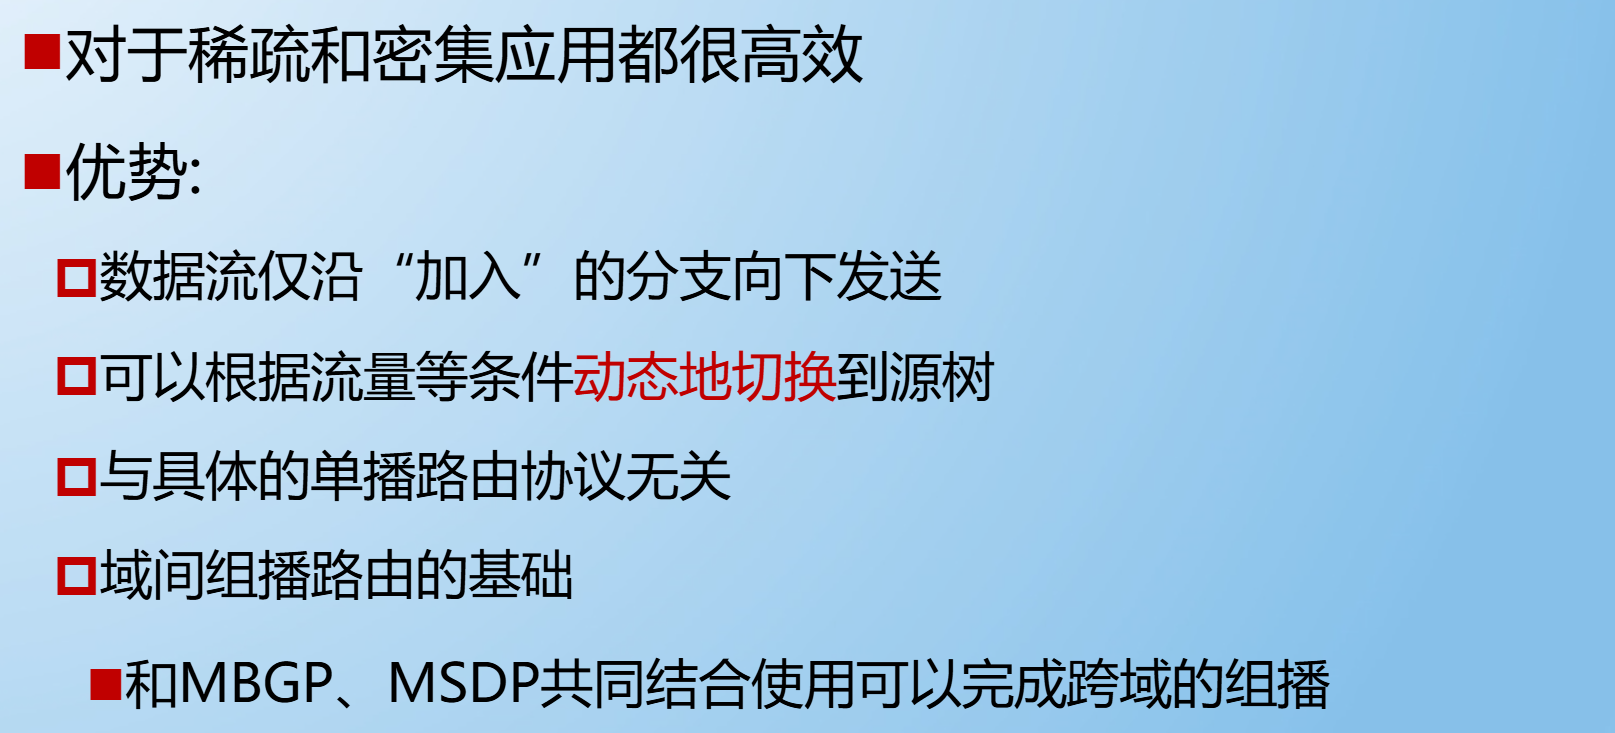 对于稀疏和密集应用都很高效
优势:
数据流仅沿“加入”的分支向下发送
可以根据流量等条件动态地切换到源树
与具体的单播路由协议无关
域间组播路由的基础
和MBGP、MSDP共同结合使用可以完成跨域的组播